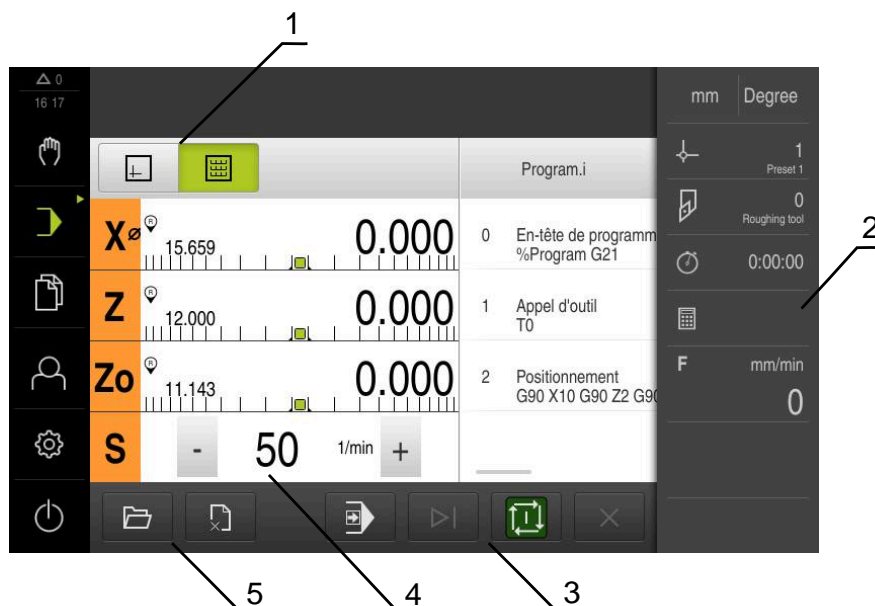 1
0
16 17
mm Degree
Program.i
1
Preset 1
0
Roughing tool
2
0:00:00
X⌀ R 15.659 0.000
0 En-tête de programm
%Program G21
Z R 12.000 0.000
1 Appel d'outil
T0
Zo R 11.143 0.000
2 Positionnement
G90 X10 G90 Z2 G90
F mm/min
0
S - 50 1/min +
5
4
3